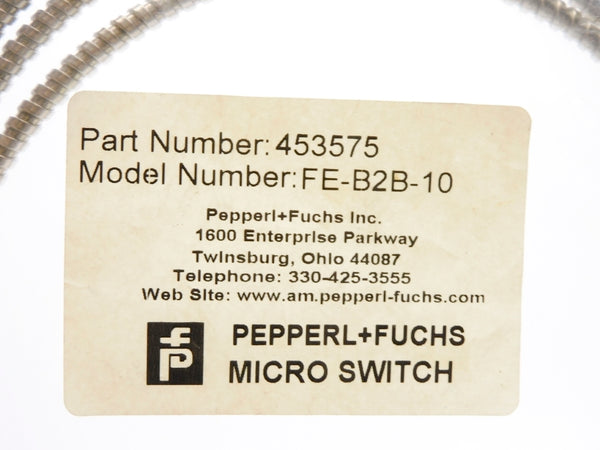 Part Number: 453575
Model Number: FE-B2B-10
Pepperl+Fuchs Inc.
1600 Enterprise Parkway
Twinsburg, Ohio 44087
Telephone: 330-425-3555
Web Site: www.am.pepperl-fuchs.com
PEPPERL+FUCHS
MICRO SWITCH